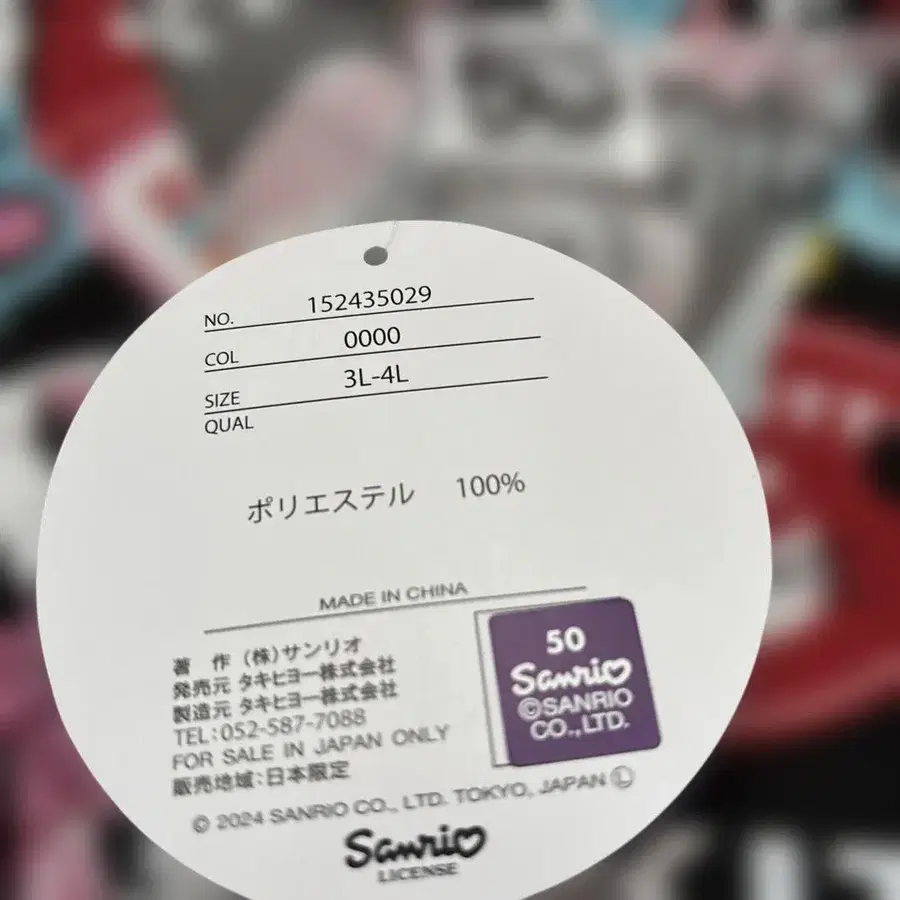 NO. 152435029
COL 0000
SIZE 3L-4L
QUAL
ポリエステル 100%
MADE IN CHINA
著 作 (株)サンリオ
発売元 タキヒヨー株式会社
製造元 タキヒヨー株式会社
TEL:052-587-7088
FOR SALE IN JAPAN ONLY
販売地域:日本限定
50
Sanrio
©SANRIO
CO.,LTD.
© 2024 SANRIO CO., LTD. TOKYO, JAPAN Ⓛ
Sanrio
LICENSE